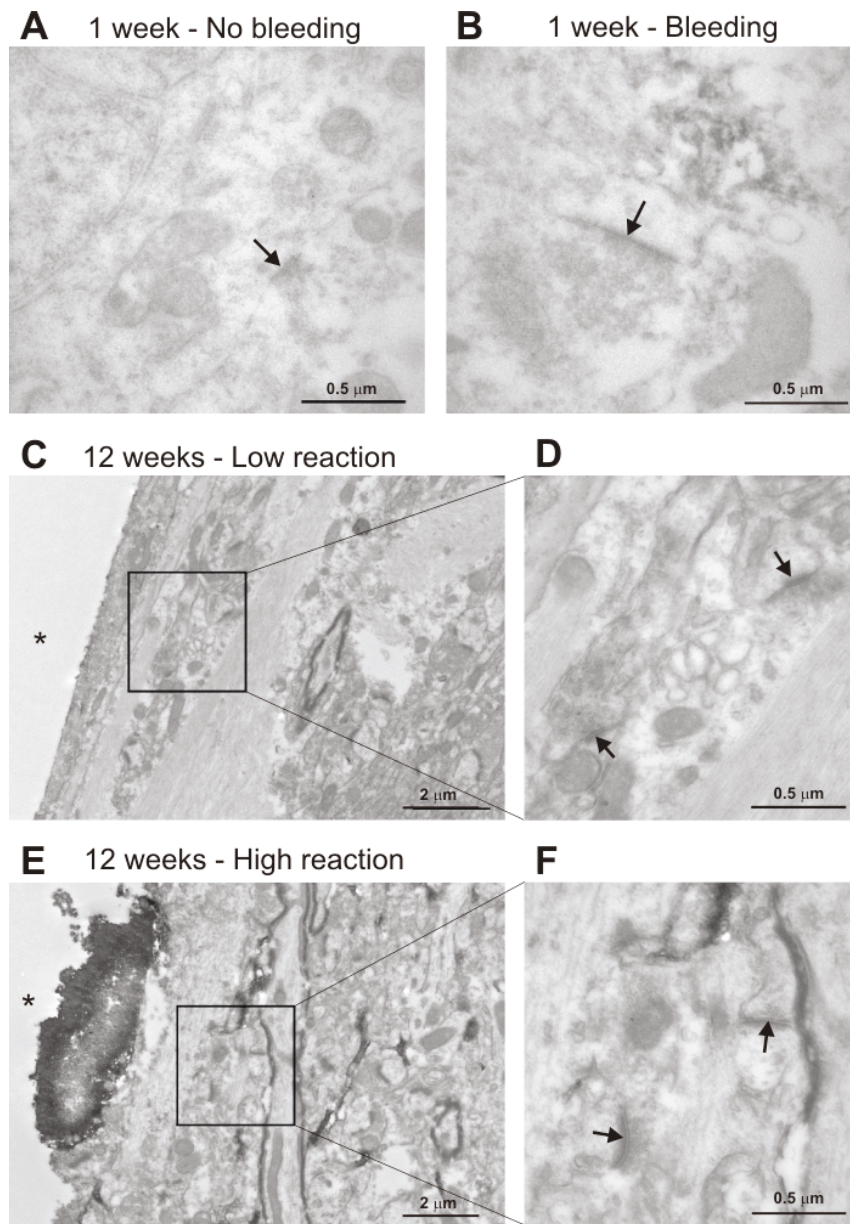 A 1 week - No bleeding
B 1 week - Bleeding
0.5 μm
0.5 μm
C 12 weeks - Low reaction
D
*
2 μm
0.5 μm
E 12 weeks - High reaction
F
*
2 μm
0.5 μm